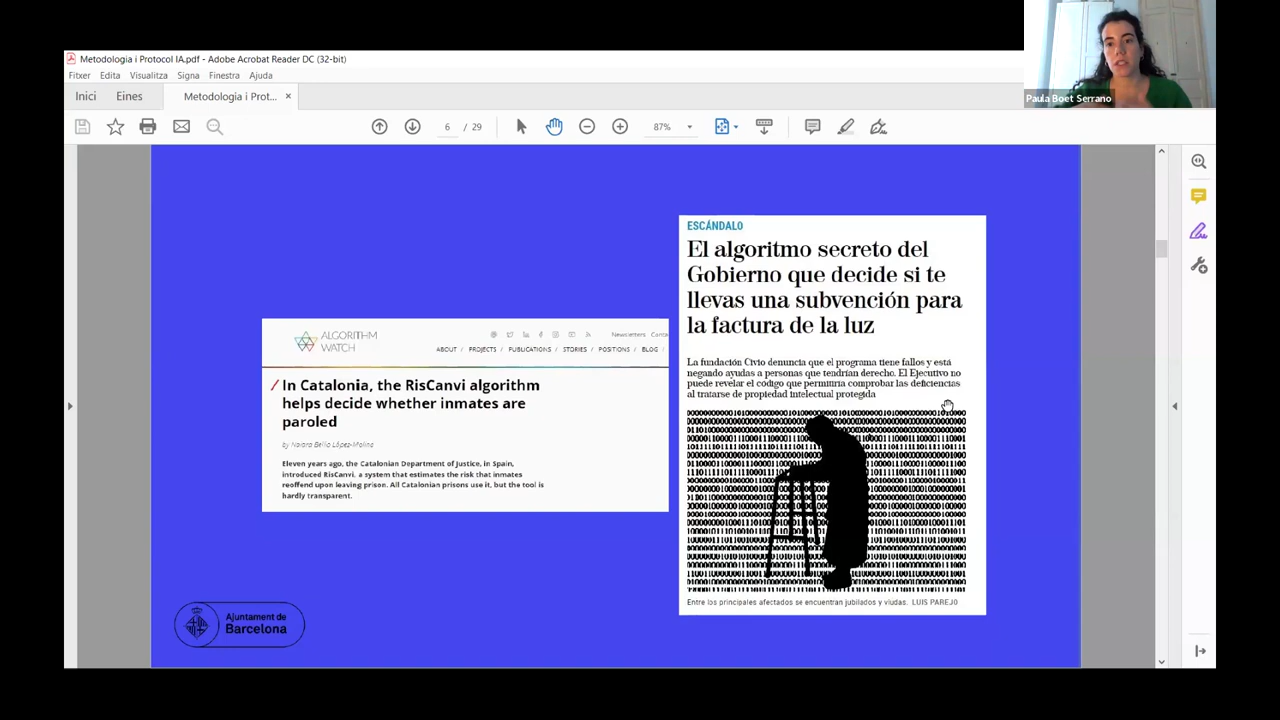 Metodologia i Protocol IA.pdf - Adobe Acrobat Reader DC (32-bit)
Fitxer Edita Visualitza Signa Finestra Ajuda
Inici Eines Metodologia i Prot... ×
6 / 29 87%
Paula Boet Serrano
ESCÁNDALO
El algoritmo secreto del
Gobierno que decide si te
llevas una subvención para
la factura de la luz
La fundación Civio denuncia que el programa tiene fallos y está
negando ayudas a personas que tendrían derecho. El Ejecutivo no
puede revelar el código que permitiría comprobar las deficiencias
al tratarse de propiedad intelectual protegida
Entre los principales afectados se encuentran jubilados y viudas. LUIS PAREJO
ALGORITHM
WATCH
Newsletters
ABOUT / PROJECTS / PUBLICATIONS / STORIES / POSITIONS / BLOG /
In Catalonia, the RisCanvi algorithm
helps decide whether inmates are
paroled
by Naiara Bellio López-Molina
Eleven years ago, the Catalonian Department of Justice, in Spain,
introduced RisCanvi, a system that estimates the risk that inmates
reoffend upon leaving prison. All Catalonian prisons use it, but the tool is
hardly transparent.
Ajuntament de
Barcelona